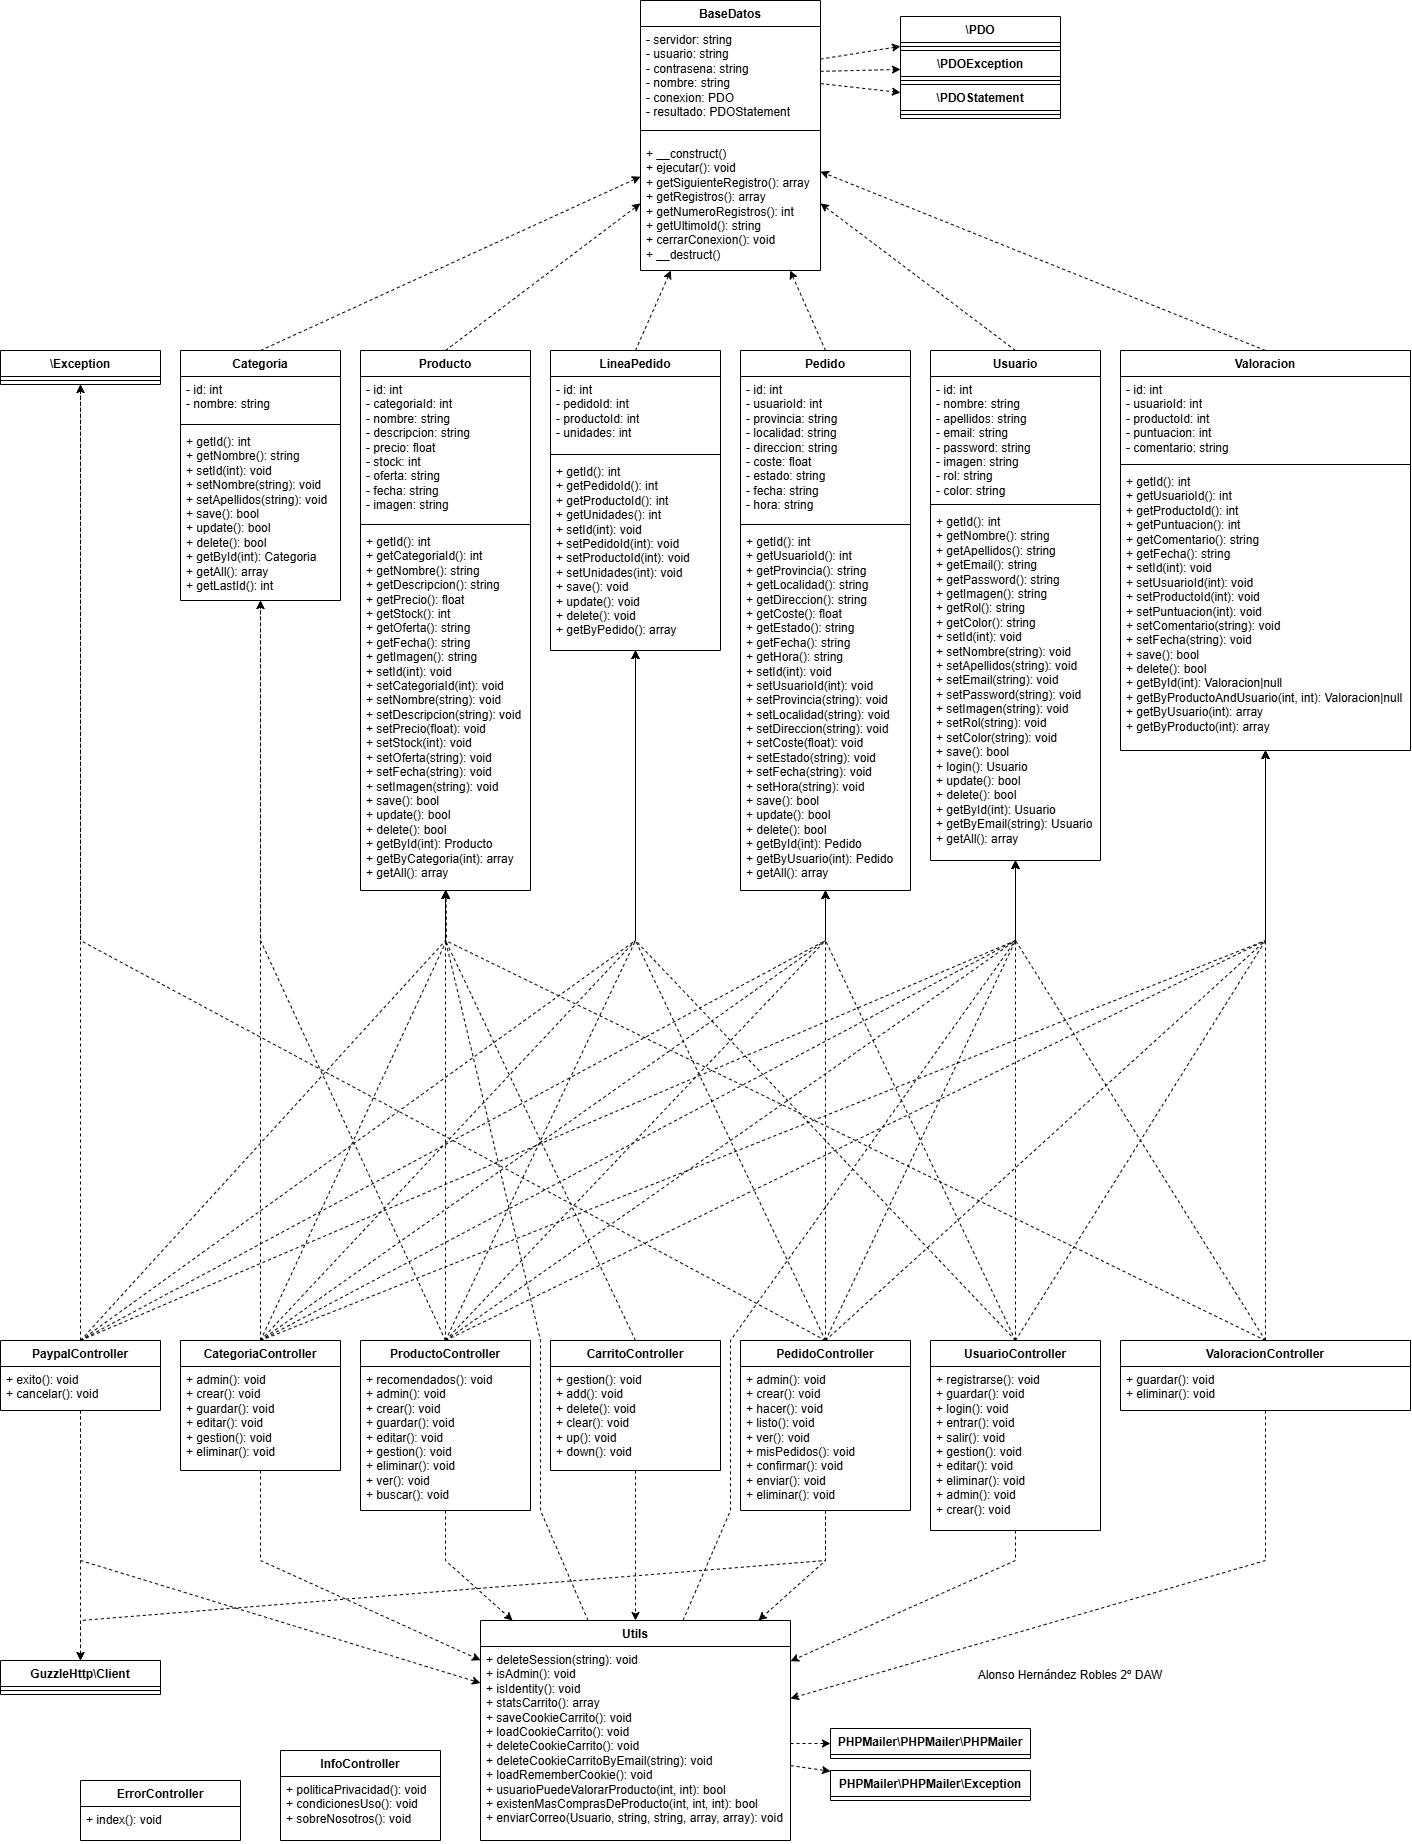 BaseDatos
- servidor: string
- usuario: string
- contrasena: string
- nombre: string
- conexion: PDO
- resultado: PDOStatement
+ __construct()
+ ejecutar(): void
+ getSiguienteRegistro(): array
+ getRegistros(): array
+ getNumeroRegistros(): int
+ getUltimoId(): string
+ cerrarConexion(): void
+ __destruct()
\PDO
\PDOException
\PDOStatement
\Exception
Categoria
- id: int
- nombre: string
+ getId(): int
+ getNombre(): string
+ setId(int): void
+ setNombre(string): void
+ setApellidos(string): void
+ save(): bool
+ update(): bool
+ delete(): bool
+ getById(int): Categoria
+ getAll(): array
+ getLastId(): int
Producto
- id: int
- categoriaId: int
- nombre: string
- descripcion: string
- precio: float
- stock: int
- oferta: string
- fecha: string
- imagen: string
+ getId(): int
+ getCategoriaId(): int
+ getNombre(): string
+ getDescripcion(): string
+ getPrecio(): float
+ getStock(): int
+ getOferta(): string
+ getFecha(): string
+ getImagen(): string
+ setId(int): void
+ setCategoriaId(int): void
+ setNombre(string): void
+ setDescripcion(string): void
+ setPrecio(float): void
+ setStock(int): void
+ setOferta(string): void
+ setFecha(string): void
+ setImagen(string): void
+ save(): bool
+ update(): bool
+ delete(): bool
+ getById(int): Producto
+ getByCategoria(int): array
+ getAll(): array
LineaPedido
- id: int
- pedidoId: int
- productoId: int
- unidades: int
+ getId(): int
+ getPedidoId(): int
+ getProductoId(): int
+ getUnidades(): int
+ setId(int): void
+ setPedidoId(int): void
+ setProductoId(int): void
+ setUnidades(int): void
+ save(): void
+ update(): void
+ delete(): void
+ getByPedido(): array
Pedido
- id: int
- usuarioId: int
- provincia: string
- localidad: string
- direccion: string
- coste: float
- estado: string
- fecha: string
- hora: string
+ getId(): int
+ getUsuarioId(): int
+ getProvincia(): string
+ getLocalidad(): string
+ getDireccion(): string
+ getCoste(): float
+ getEstado(): string
+ getFecha(): string
+ getHora(): string
+ setId(int): void
+ setUsuarioId(int): void
+ setProvincia(string): void
+ setLocalidad(string): void
+ setDireccion(string): void
+ setCoste(float): void
+ setEstado(string): void
+ setFecha(string): void
+ setHora(string): void
+ save(): bool
+ update(): bool
+ delete(): bool
+ getById(int): Pedido
+ getByUsuario(int): Pedido
+ getAll(): array
Usuario
- id: int
- nombre: string
- apellidos: string
- email: string
- password: string
- imagen: string
- rol: string
- color: string
+ getId(): int
+ getNombre(): string
+ getApellidos(): string
+ getEmail(): string
+ getPassword(): string
+ getImagen(): string
+ getRol(): string
+ getColor(): string
+ setId(int): void
+ setNombre(string): void
+ setApellidos(string): void
+ setEmail(string): void
+ setPassword(string): void
+ setImagen(string): void
+ setRol(string): void
+ setColor(string): void
+ save(): bool
+ login(): Usuario
+ update(): bool
+ delete(): bool
+ getById(int): Usuario
+ getByEmail(string): Usuario
+ getAll(): array
Valoracion
- id: int
- usuarioId: int
- productoId: int
- puntuacion: int
- comentario: string
+ getId(): int
+ getUsuarioId(): int
+ getProductoId(): int
+ getPuntuacion(): int
+ getComentario(): string
+ getFecha(): string
+ setId(int): void
+ setUsuarioId(int): void
+ setProductoId(int): void
+ setPuntuacion(int): void
+ setComentario(string): void
+ setFecha(string): void
+ save(): bool
+ delete(): bool
+ getById(int): Valoracion|null
+ getByProductoAndUsuario(int, int): Valoracion|null
+ getByUsuario(int): array
+ getByProducto(int): array
PaypalController
+ exito(): void
+ cancelar(): void
CategoriaController
+ admin(): void
+ crear(): void
+ guardar(): void
+ editar(): void
+ gestion(): void
+ eliminar(): void
ProductoController
+ recomendados(): void
+ admin(): void
+ crear(): void
+ guardar(): void
+ editar(): void
+ gestion(): void
+ eliminar(): void
+ ver(): void
+ buscar(): void
CarritoController
+ gestion(): void
+ add(): void
+ delete(): void
+ clear(): void
+ up(): void
+ down(): void
PedidoController
+ admin(): void
+ crear(): void
+ hacer(): void
+ listo(): void
+ ver(): void
+ misPedidos(): void
+ confirmar(): void
+ enviar(): void
+ eliminar(): void
UsuarioController
+ registrarse(): void
+ guardar(): void
+ login(): void
+ entrar(): void
+ salir(): void
+ gestion(): void
+ editar(): void
+ eliminar(): void
+ admin(): void
+ crear(): void
ValoracionController
+ guardar(): void
+ eliminar(): void
GuzzleHttp\Client
Utils
+ deleteSession(string): void
+ isAdmin(): void
+ isIdentity(): void
+ statsCarrito(): array
+ saveCookieCarrito(): void
+ loadCookieCarrito(): void
+ deleteCookieCarrito(): void
+ deleteCookieCarritoByEmail(string): void
+ loadRememberCookie(): void
+ usuarioPuedeValorarProducto(int, int): bool
+ existenMasComprasDeProducto(int, int, int): bool
+ enviarCorreo(Usuario, string, string, array, array): void
Alonso Hernández Robles 2º DAW
PHPMailer\PHPMailer\PHPMailer
PHPMailer\PHPMailer\Exception
InfoController
+ politicaPrivacidad(): void
+ condicionesUso(): void
+ sobreNosotros(): void
ErrorController
+ index(): void